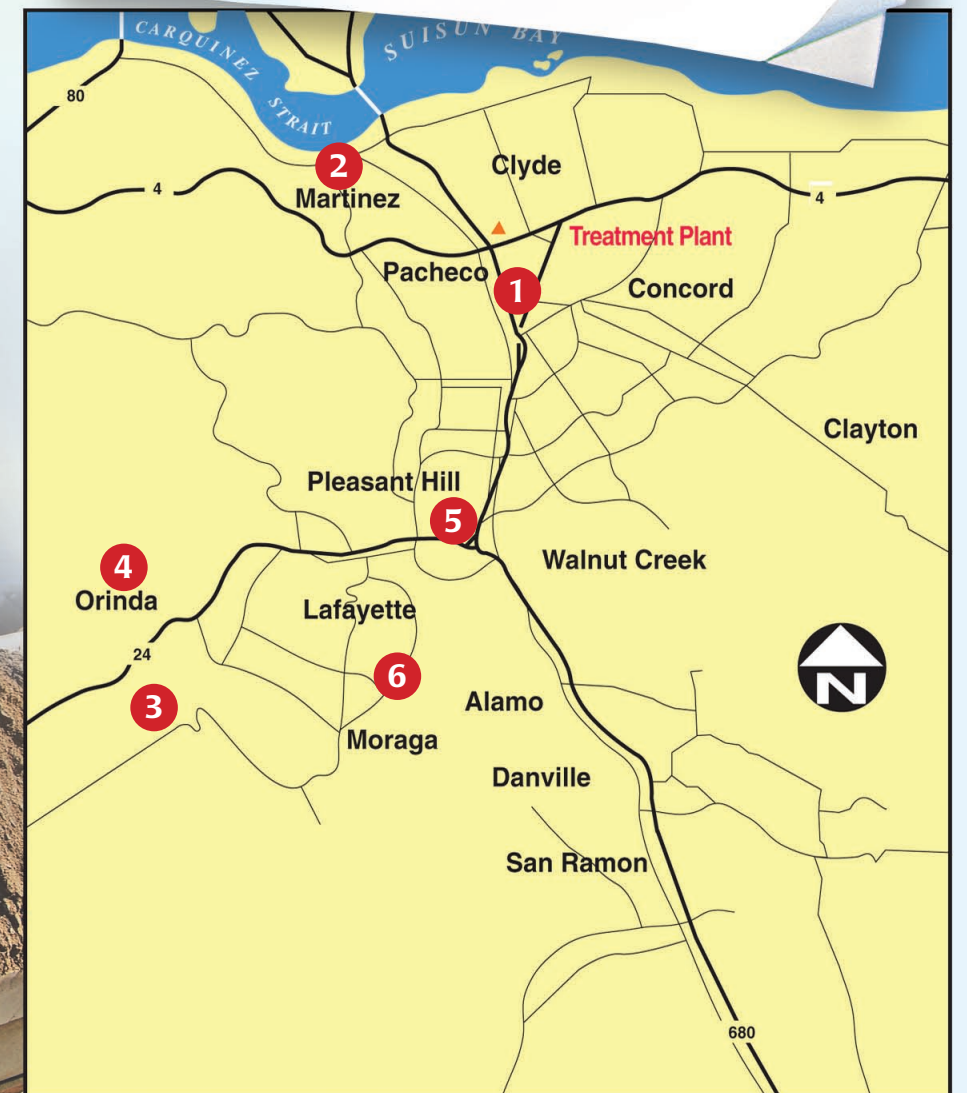 CARQUINEZ
STRAIT
SUISUN BAY
80
2
Martinez
Clyde
4
4
Treatment Plant
Pacheco
1
Concord
Clayton
Pleasant Hill
5
4
Orinda
Walnut Creek
Lafayette
24
6
3
N
Alamo
Moraga
Danville
San Ramon
680